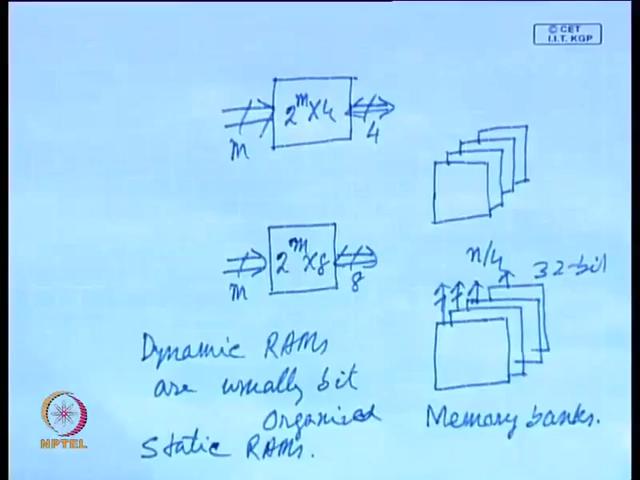 © CET
I.I.T. KGP
2^m×4
m
4
2^m×8
m
8
n/4
32-bit
Dynamic RAMs
are usually bit
organised
Static RAMs.
Memory banks.
NPTEL